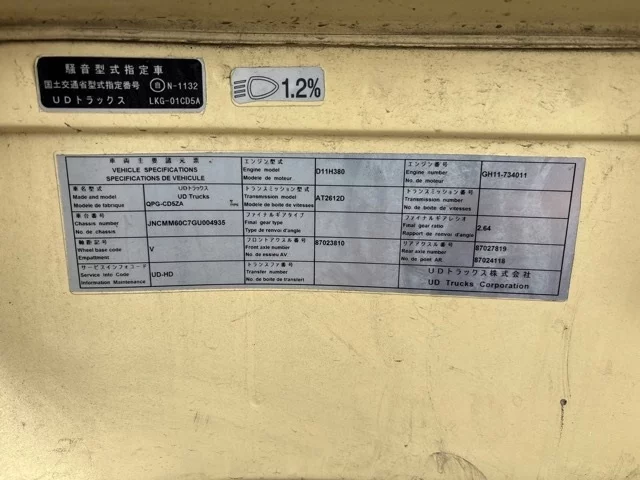 騒音型式指定車
国土交通省型式指定番号 自 N-1132
UDトラックス LKG-01CD5A
1.2%
車両主要諸元票
VEHICLE SPECIFICATIONS
SPECIFICATIONS DE VEHICULE
車名型式
Made and model
Modele de fabrique
UDトラックス
UD Trucks
QPG-CD5ZA
車台番号
Chassis number
No. de chassis
JNCMM60C7GU004935
軸距記号
Wheel base code
Empattement
V
サービスインフォコード
Service Info Code
Information Maintenance
UD-HD
エンジン型式
Engine model
Modele de moteur
D11H380
トランスミッション型式
Transmission model
Modele de boite de vitesses
AT2612D
ファイナルギアタイプ
Final gear type
Type de renvoi d'angle
フロントアクスル番号
Front axle number
No. de essieu AV.
87023810
トランスファ番号
Transfer number
No. de boite de transfert
エンジン番号
Engine number
No. de moteur
GH11-734011
トランスミッション番号
Transmission number
No. de boite de vitesses
ファイナルギアレシオ
Final gear ratio
Rapport de renvoi d'angle
2.64
リアアクスル番号
Rear axle number
No. de pont AR.
87027819
87024118
UDトラックス株式会社
UD Trucks Corporation